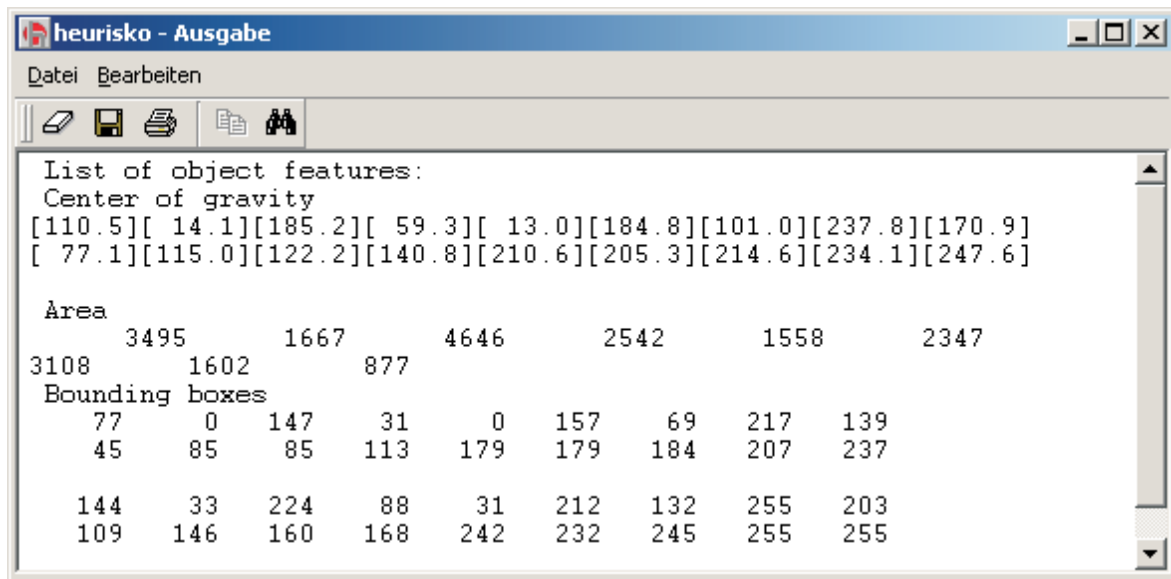 heurisko - Ausgabe
Datei Bearbeiten
List of object features:
Center of gravity
[110.5][ 14.1][185.2][ 59.3][ 13.0][184.8][101.0][237.8][170.9]
[ 77.1][115.0][122.2][140.8][210.6][205.3][214.6][234.1][247.6]
Area
3495 1667 4646 2542 1558 2347
3108 1602 877
Bounding boxes
77 0 147 31 0 157 69 217 139
45 85 85 113 179 179 184 207 237
144 33 224 88 31 212 132 255 203
109 146 160 168 242 232 245 255 255